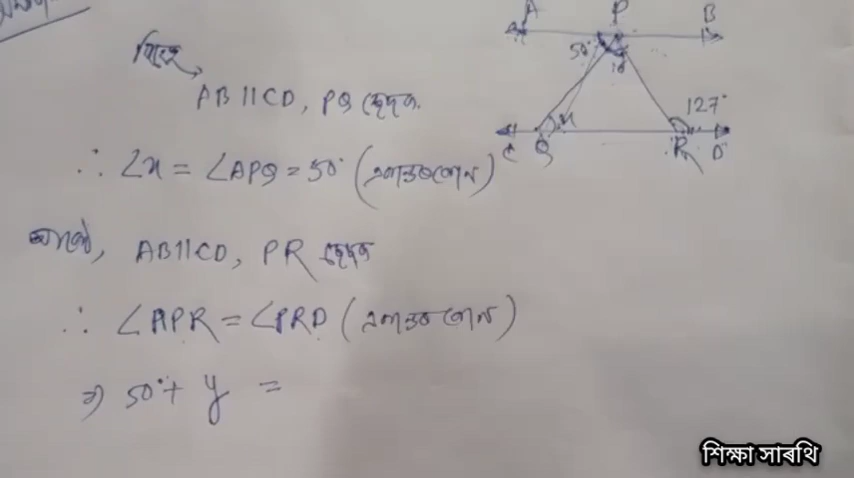 A P B
50° y
127°
x
C Q R D
AB||CD, PQ ছেদক.
∴ ∠x = ∠APQ = 50° (একান্তৰ কোণ)
AB||CD, PR ছেদক
∴ ∠APR = ∠PRD (একান্তৰ কোণ)
⇒ 50° + y =
শিক্ষা সাৰথি